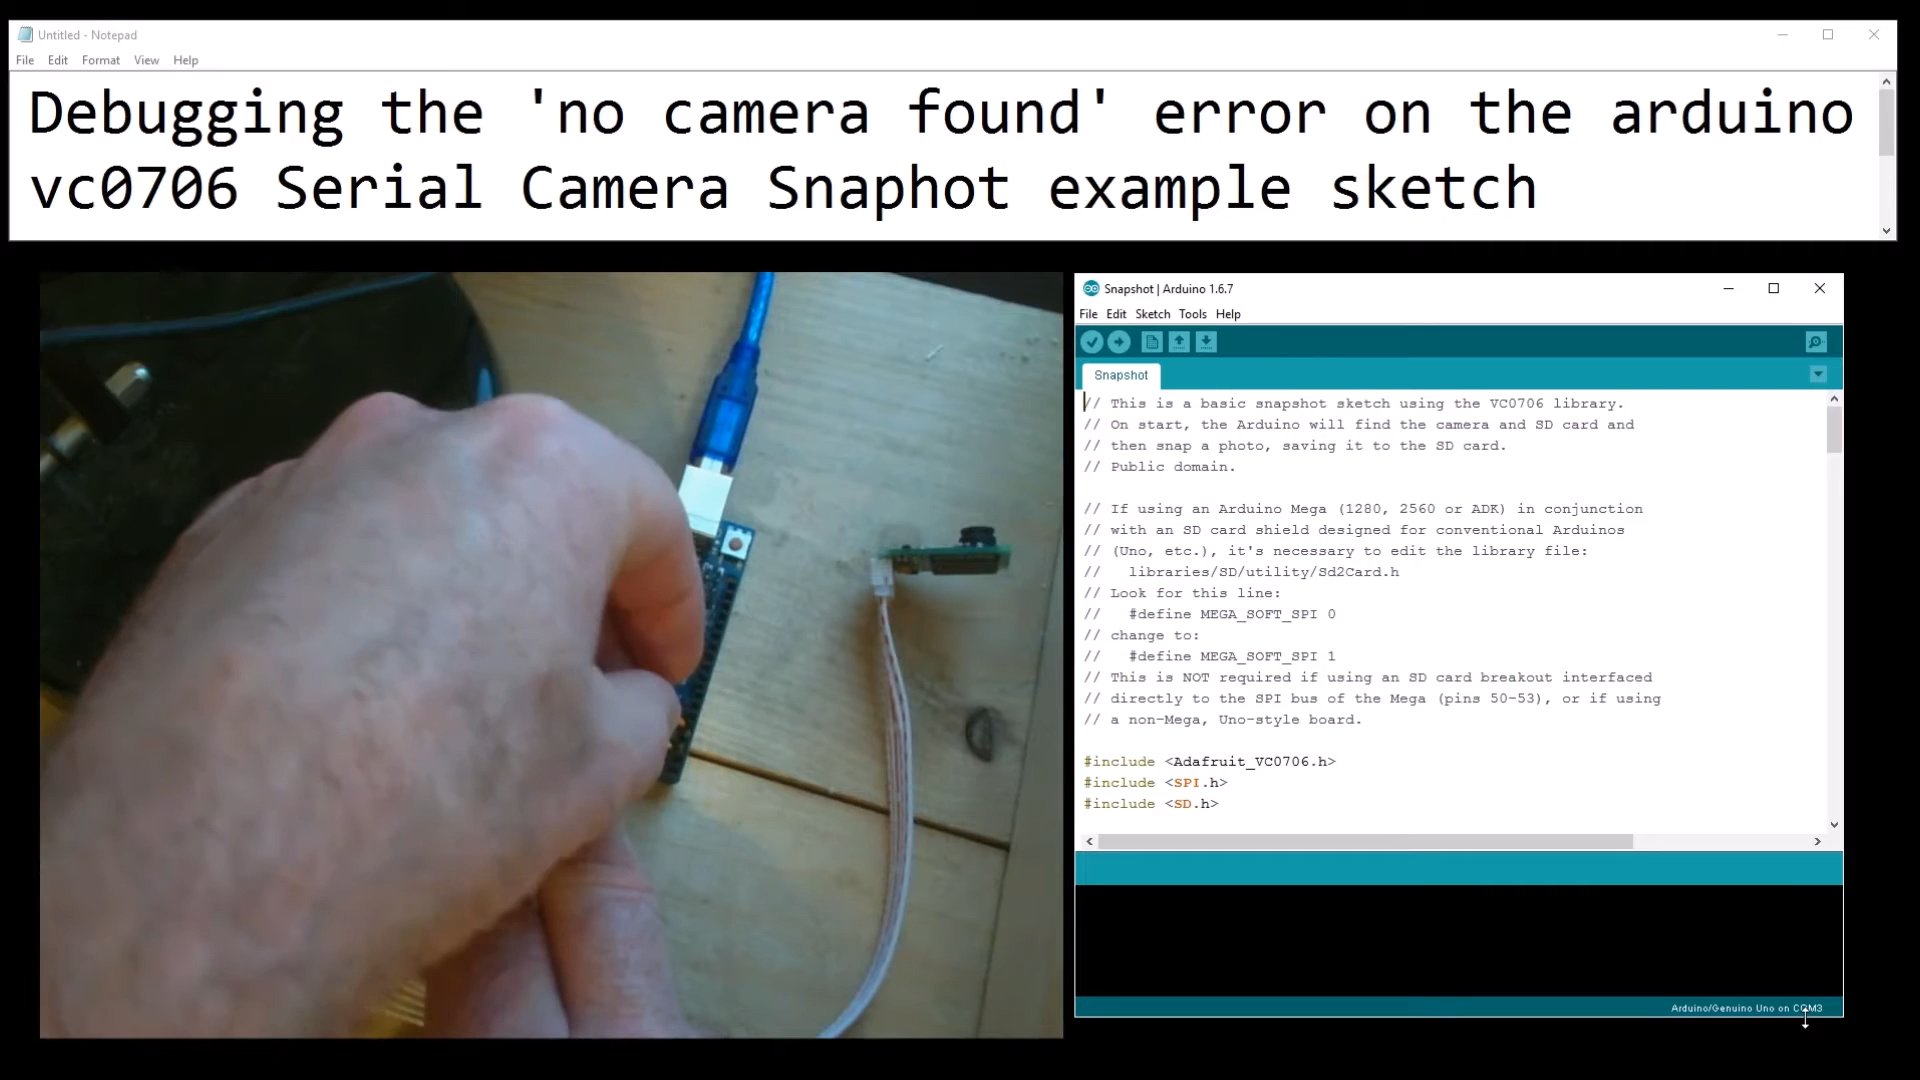 Untitled - Notepad
File Edit Format View Help
Debugging the 'no camera found' error on the arduino
vc0706 Serial Camera Snaphot example sketch
Snapshot | Arduino 1.6.7
File Edit Sketch Tools Help
Snapshot
// This is a basic snapshot sketch using the VC0706 library.
// On start, the Arduino will find the camera and SD card and
// then snap a photo, saving it to the SD card.
// Public domain.
// If using an Arduino Mega (1280, 2560 or ADK) in conjunction
// with an SD card shield designed for conventional Arduinos
// (Uno, etc.), it's necessary to edit the library file:
//   libraries/SD/utility/Sd2Card.h
// Look for this line:
//   #define MEGA_SOFT_SPI 0
// change to:
//   #define MEGA_SOFT_SPI 1
// This is NOT required if using an SD card breakout interfaced
// directly to the SPI bus of the Mega (pins 50-53), or if using
// a non-Mega, Uno-style board.
#include <Adafruit_VC0706.h>
#include <SPI.h>
#include <SD.h>
Arduino/Genuino Uno on COM3